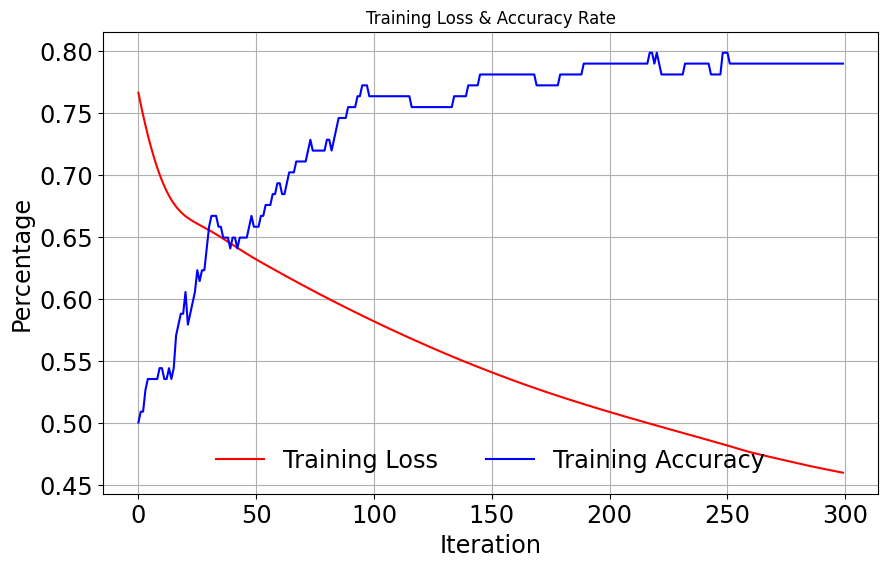 Training Loss & Accuracy Rate
Percentage
0.80
0.75
0.70
0.65
0.60
0.55
0.50
0.45
Training Loss
Training Accuracy
0 50 100 150 200 250 300
Iteration